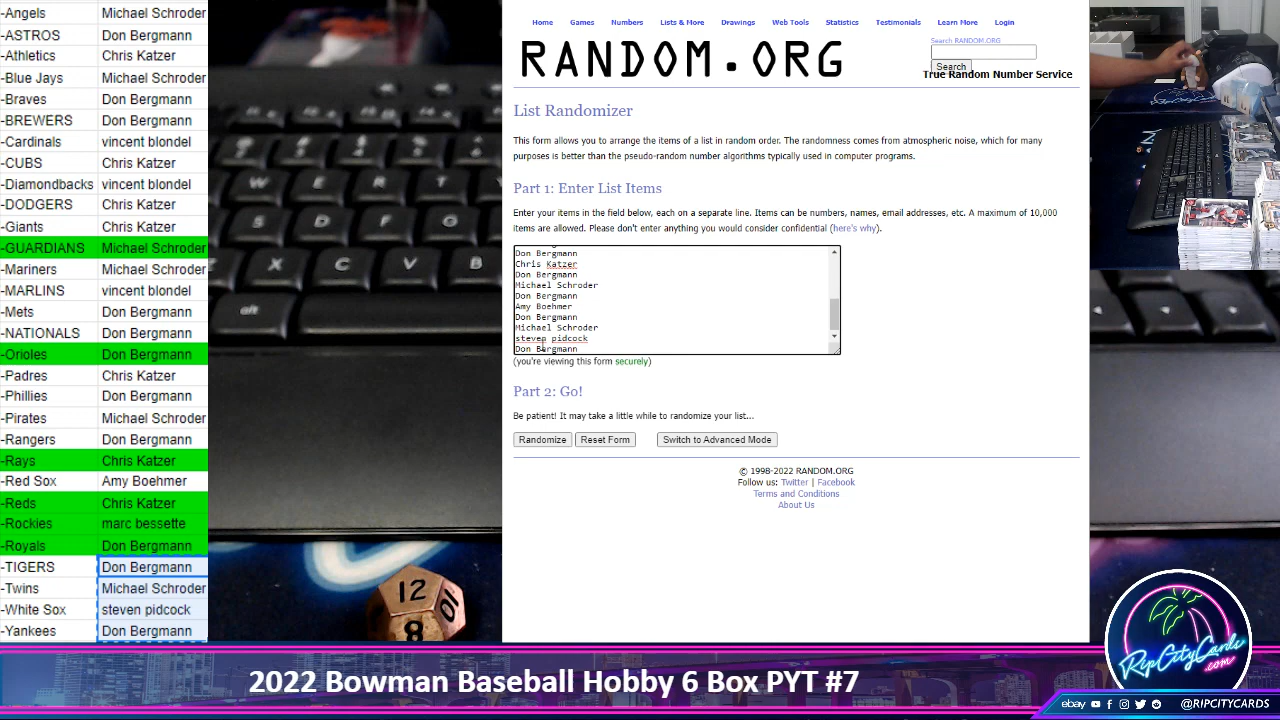 -Angels Michael Schroder
-ASTROS Don Bergmann
-Athletics Chris Katzer
-Blue Jays Michael Schroder
-Braves Don Bergmann
-BREWERS Don Bergmann
-Cardinals vincent blondel
-CUBS Chris Katzer
-Diamondbacks vincent blondel
-DODGERS Chris Katzer
-Giants Chris Katzer
-GUARDIANS Michael Schroder
-Mariners Michael Schroder
-MARLINS vincent blondel
-Mets Don Bergmann
-NATIONALS Don Bergmann
-Orioles Don Bergmann
-Padres Chris Katzer
-Phillies Don Bergmann
-Pirates Michael Schroder
-Rangers Don Bergmann
-Rays Chris Katzer
-Red Sox Amy Boehmer
-Reds Chris Katzer
-Rockies marc bessette
-Royals Don Bergmann
-TIGERS Don Bergmann
-Twins Michael Schroder
-White Sox steven pidcock
-Yankees Don Bergmann
Home Games Numbers Lists & More Drawings Web Tools Statistics Testimonials Learn More Login
RANDOM.ORG
Search RANDOM.ORG
Search
True Random Number Service
List Randomizer
This form allows you to arrange the items of a list in random order. The randomness comes from atmospheric noise, which for many
purposes is better than the pseudo-random number algorithms typically used in computer programs.
Part 1: Enter List Items
Enter your items in the field below, each on a separate line. Items can be numbers, names, email addresses, etc. A maximum of 10,000
items are allowed. Please don't enter anything you would consider confidential (here's why).
Don Bergmann
Chris Katzer
Don Bergmann
Michael Schroder
Don Bergmann
Amy Boehmer
Don Bergmann
Michael Schroder
steven pidcock
Don Bergmann
(you're viewing this form securely)
Part 2: Go!
Be patient! It may take a little while to randomize your list...
Randomize Reset Form Switch to Advanced Mode
© 1998-2022 RANDOM.ORG
Follow us: Twitter | Facebook
Terms and Conditions
About Us
alt
W E R
S D F G
X C V B
12
10
8
2022 Bowman Baseball Hobby 6 Box PYT #7
RipCityCards
.com
ebay @RIPCITYCARDS